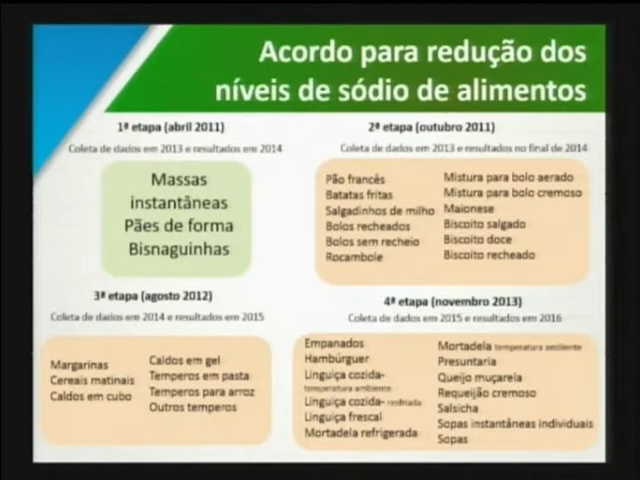 Acordo para redução dos
níveis de sódio de alimentos
1ª etapa (abril 2011)
Coleta de dados em 2013 e resultados em 2014
Massas
instantâneas
Pães de forma
Bisnaguinhas
2ª etapa (outubro 2011)
Coleta de dados em 2013 e resultados no final de 2014
Pão francês
Batatas fritas
Salgadinhos de milho
Bolos recheados
Bolos sem recheio
Rocambole
Mistura para bolo aerado
Mistura para bolo cremoso
Maionese
Biscoito salgado
Biscoito doce
Biscoito recheado
3ª etapa (agosto 2012)
Coleta de dados em 2014 e resultados em 2015
Margarinas
Cereais matinais
Caldos em cubo
Caldos em gel
Temperos em pasta
Temperos para arroz
Outros temperos
4ª etapa (novembro 2013)
Coleta de dados em 2015 e resultados em 2016
Empanados
Hambúrguer
Linguiça cozida-
temperatura ambiente
Linguiça cozida- resfriada
Linguiça frescal
Mortadela refrigerada
Mortadela temperatura ambiente
Presuntaria
Queijo muçarela
Requeijão cremoso
Salsicha
Sopas instantâneas individuais
Sopas